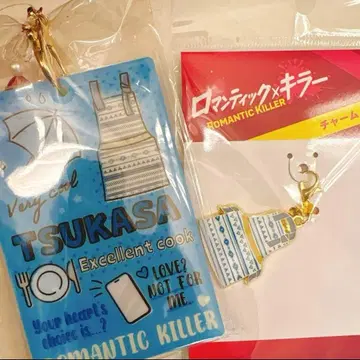 Very cool
TSUKASA
Excellent cook
LOVE?
NOT FOR
ME...
Your heart's
choice is...?
ROMANTIC KILLER
ロマンティック×キラー
ROMANTIC KILLER
チャーム